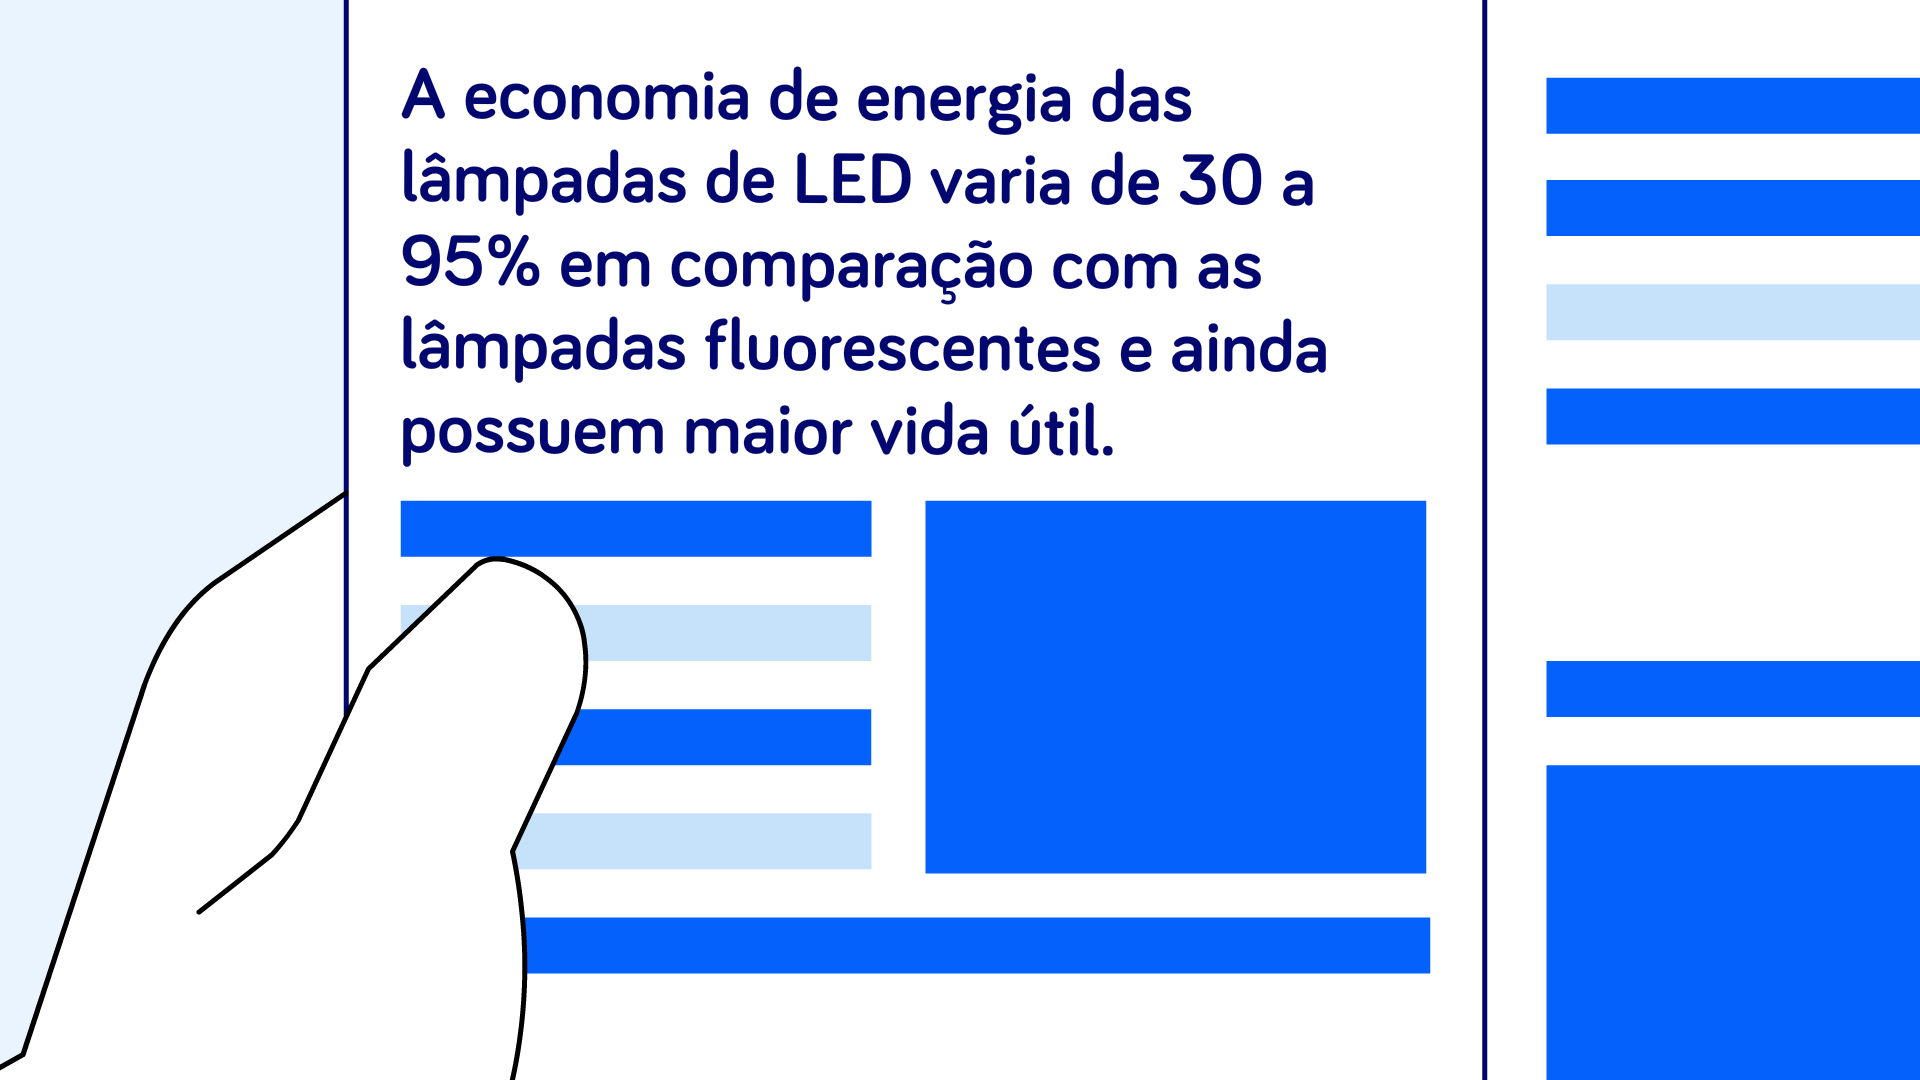 A economia de energia das
lâmpadas de LED varia de 30 a
95% em comparação com as
lâmpadas fluorescentes e ainda
possuem maior vida útil.